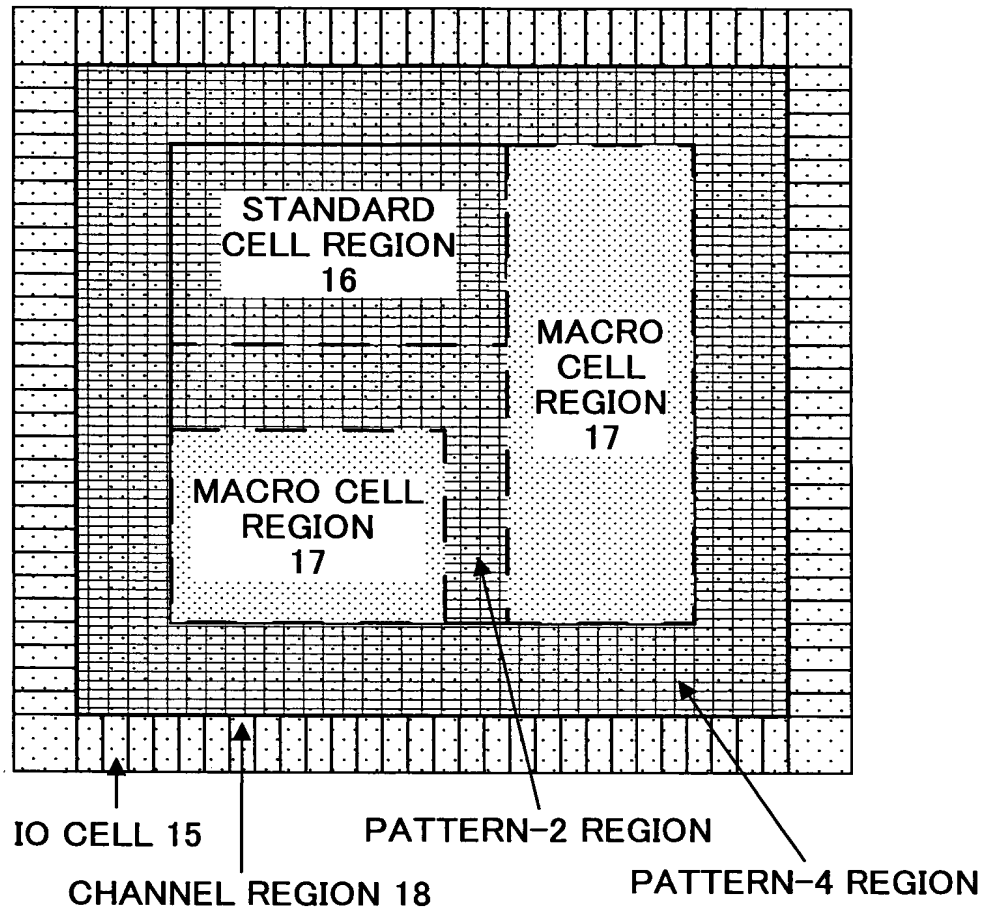 STANDARD
CELL REGION
16
MACRO
CELL
REGION
17
MACRO CELL
REGION
17
IO CELL 15
PATTERN-2 REGION
CHANNEL REGION 18
PATTERN-4 REGION